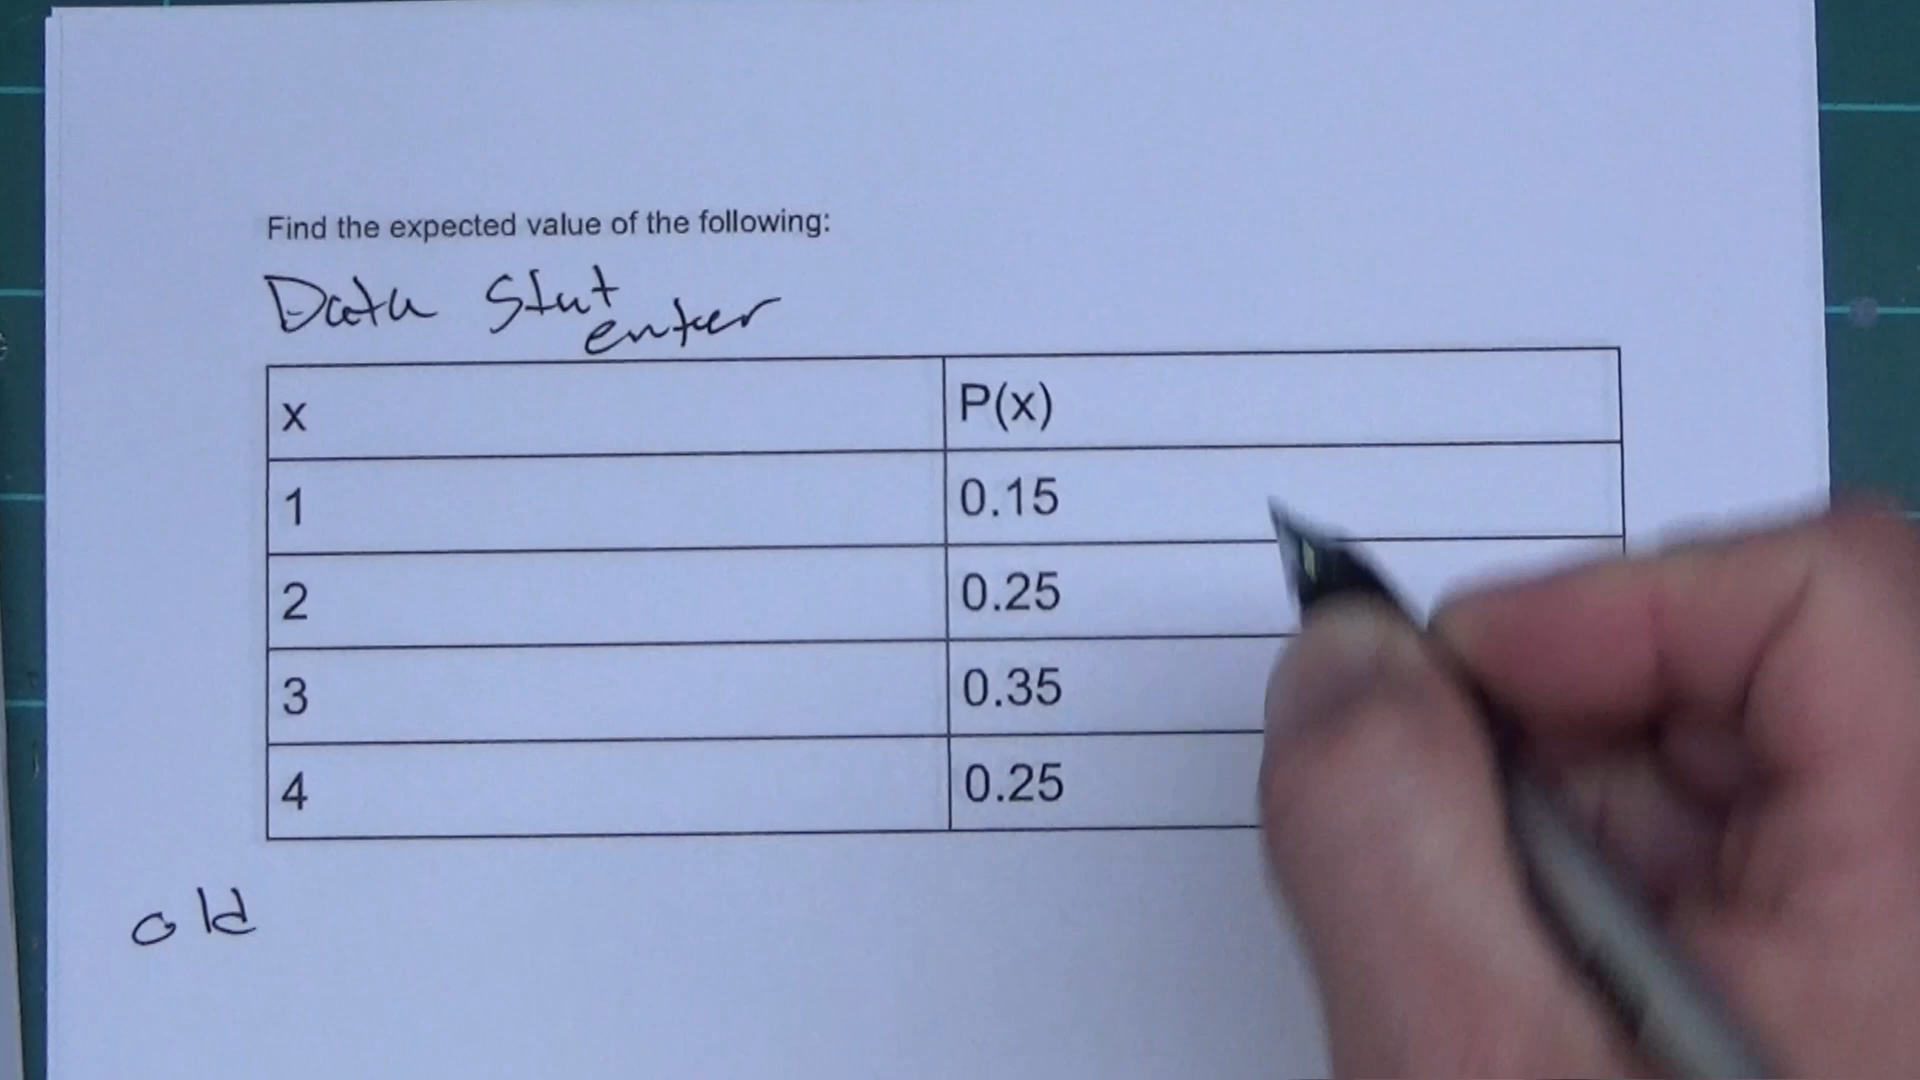 Find the expected value of the following:
Data Stat
enter
x P(x)
1 0.15
2 0.25
3 0.35
4 0.25
old